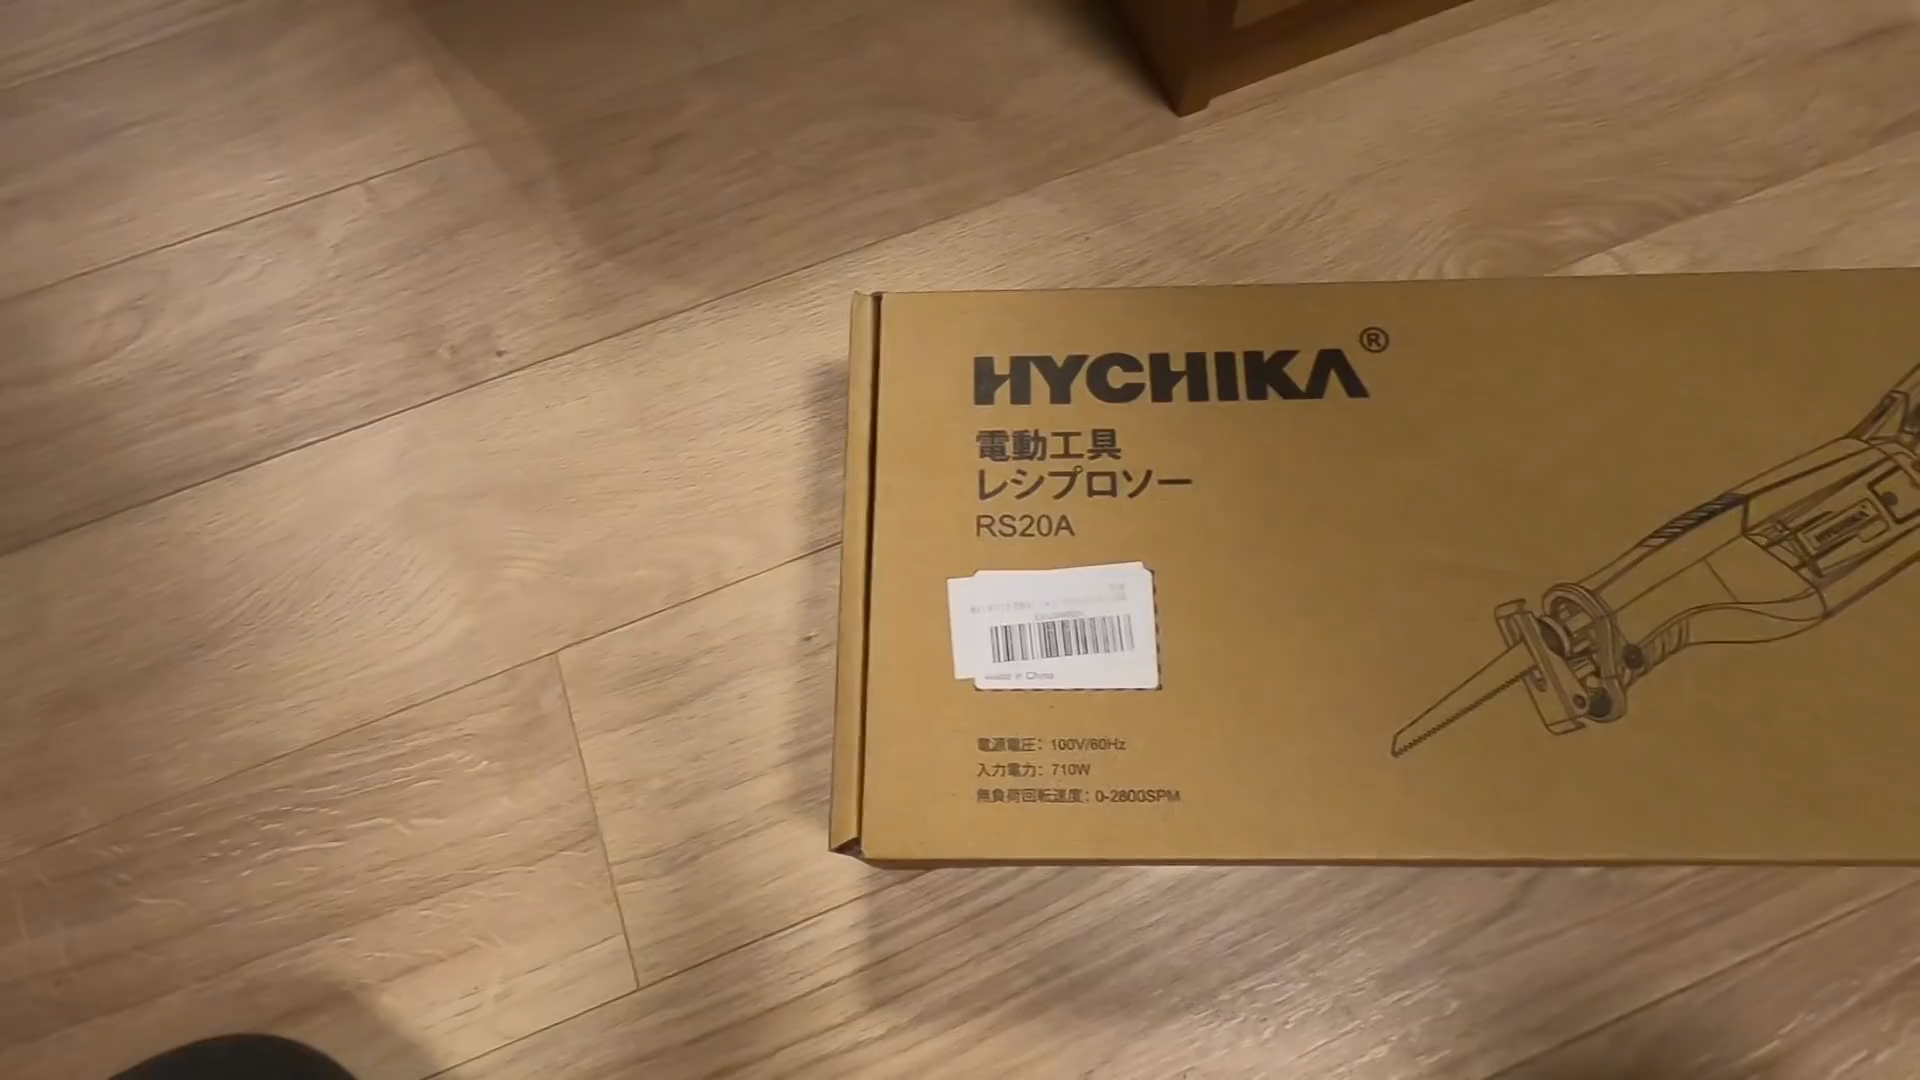 HYCHIKA®
電動工具
レシプロソー
RS20A
Made in China
電源電圧: 100V/60Hz
入力電力: 710W
無負荷回転速度: 0-2800SPM
HYCHIKA